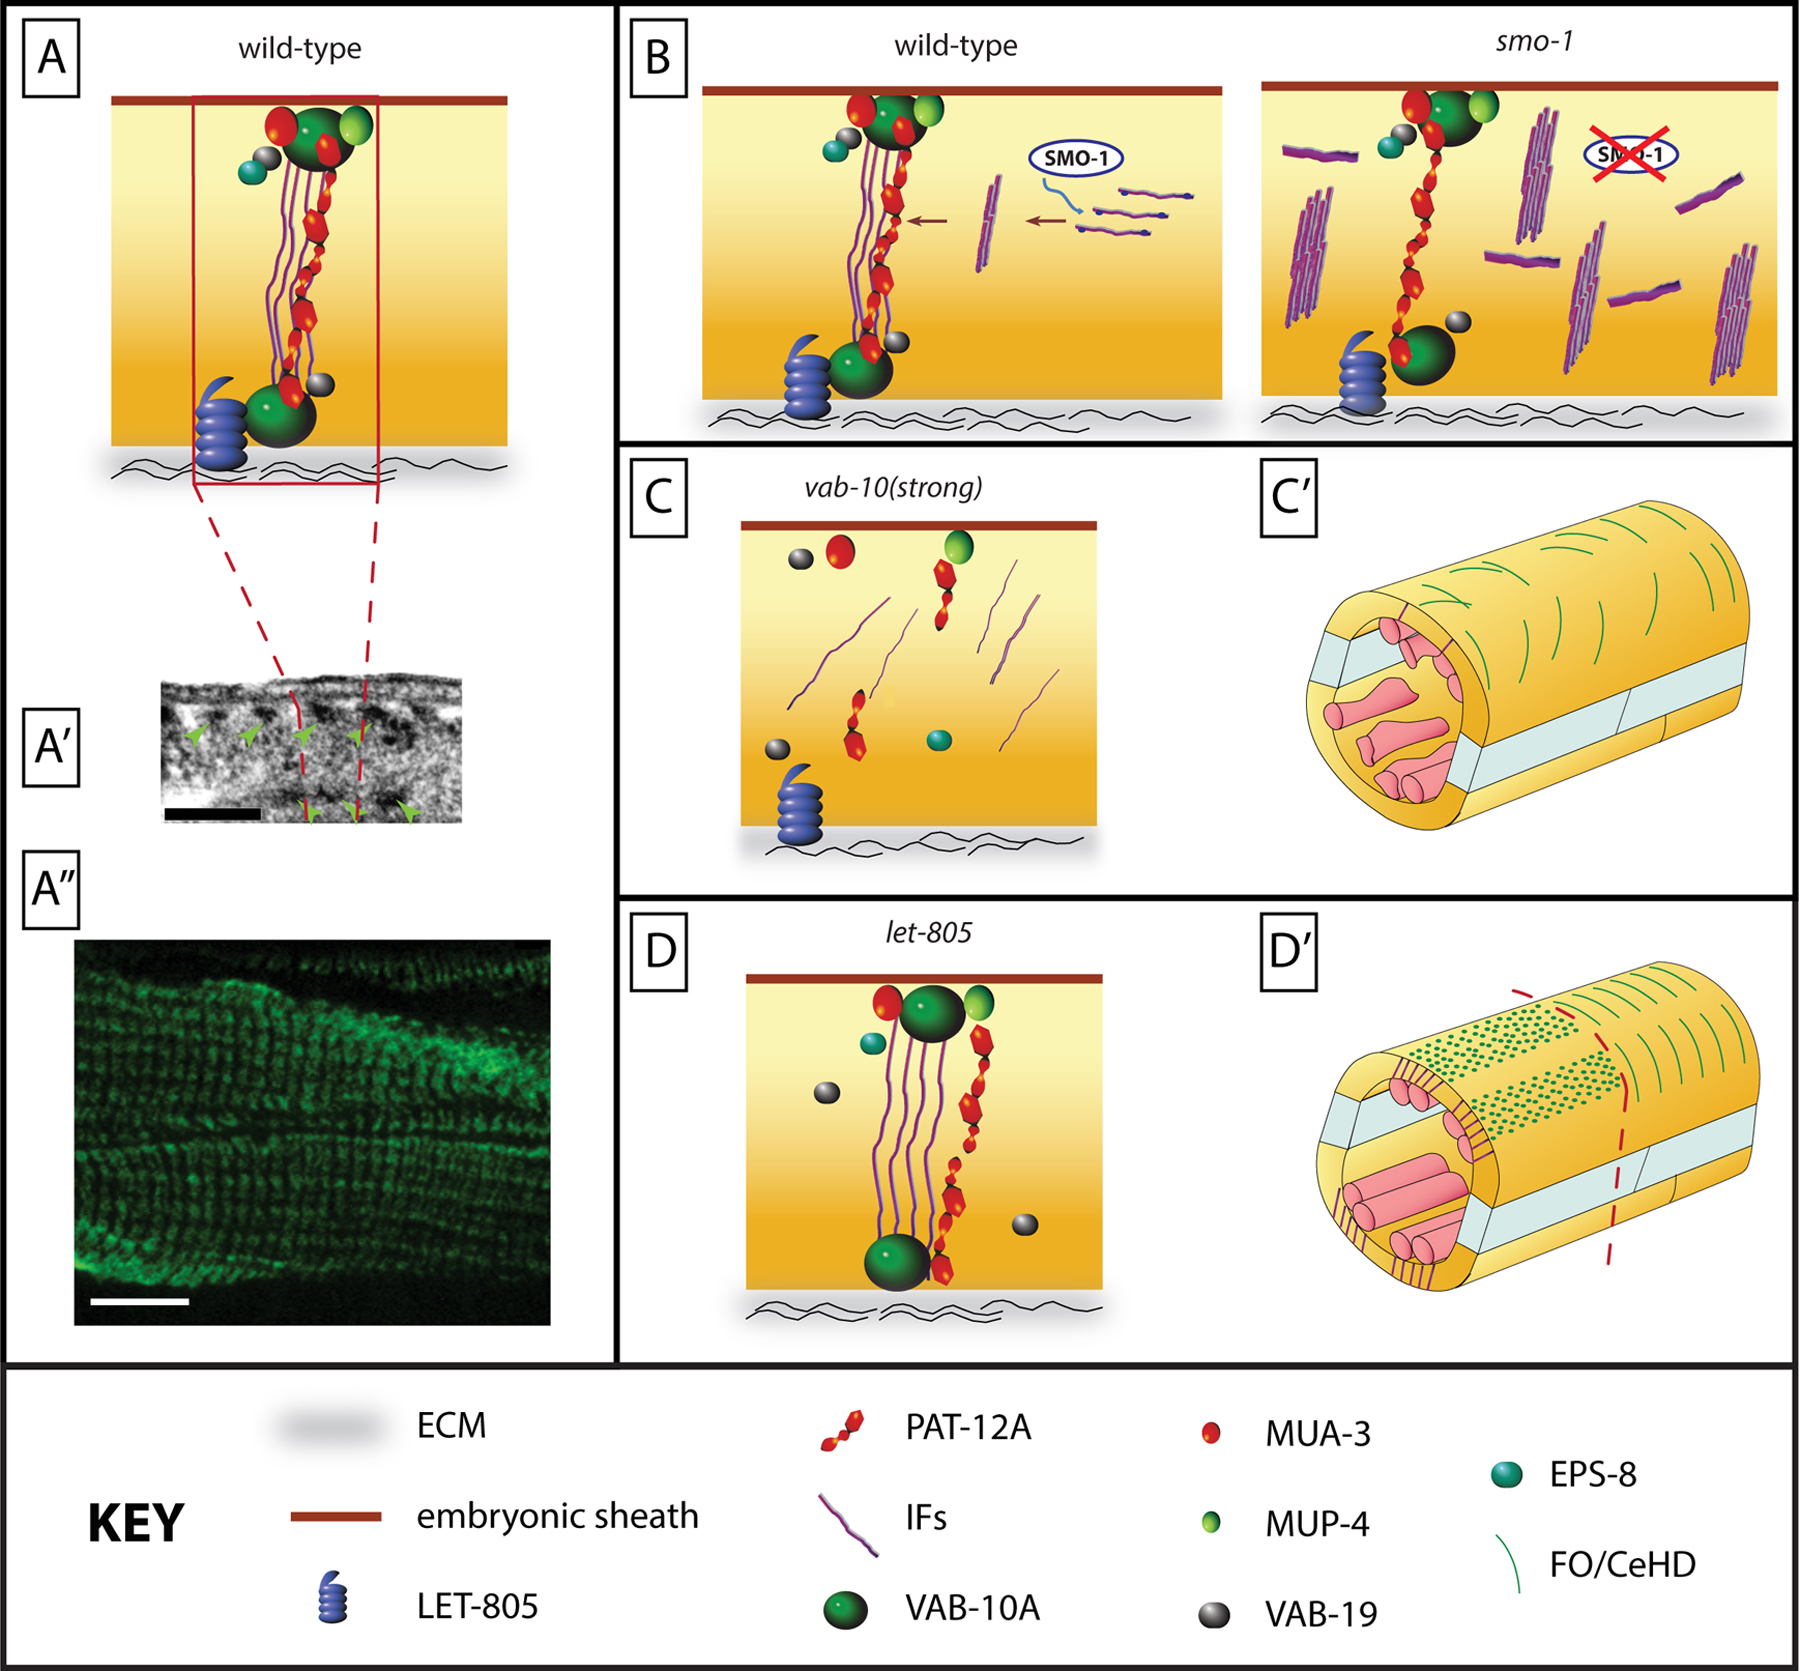 A
wild-type
A′
A″
B
wild-type
smo-1
SMO-1
SMO-1
C
vab-10(strong)
C′
D
let-805
D′
KEY
ECM
embryonic sheath
LET-805
PAT-12A
IFs
VAB-10A
MUA-3
MUP-4
VAB-19
EPS-8
FO/CeHD